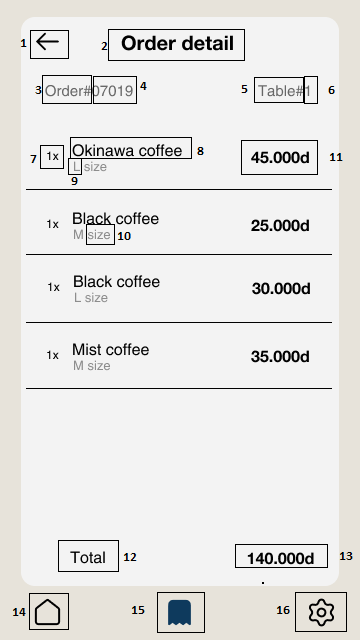 1
2 Order detail
3 Order#07019 4 5 Table#1 6
7 1x Okinawa coffee 8 45.000d 11
L size
9
1x Black coffee 25.000d
M size 10
1x Black coffee 30.000d
L size
1x Mist coffee 35.000d
M size
Total 12 140.000d 13
14 15 16